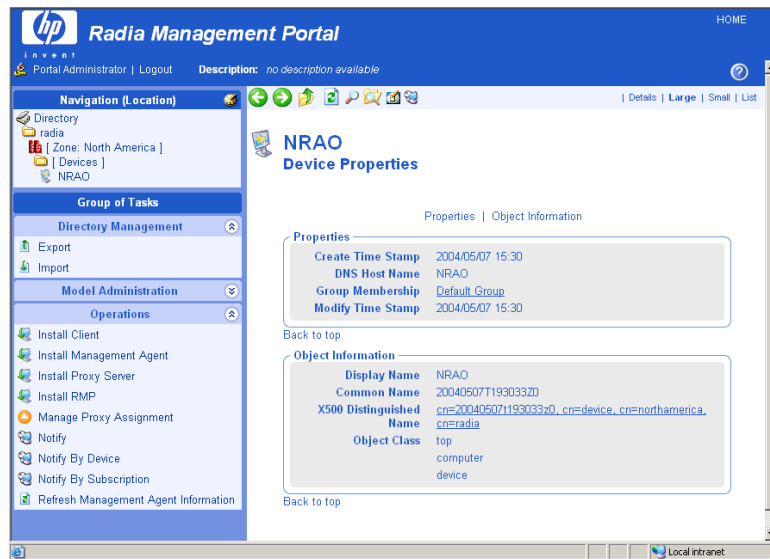 hp
invent
Radia Management Portal
HOME
Portal Administrator | Logout
Description: no description available
Navigation (Location)
Directory
radia
[ Zone: North America ]
[ Devices ]
NRAO
Group of Tasks
Directory Management
Export
Import
Model Administration
Operations
Install Client
Install Management Agent
Install Proxy Server
Install RMP
Manage Proxy Assignment
Notify
Notify By Device
Notify By Subscription
Refresh Management Agent Information
| Details | Large | Small | List
NRAO
Device Properties
Properties | Object Information
Properties
Create Time Stamp 2004/05/07 15:30
DNS Host Name NRAO
Group Membership Default Group
Modify Time Stamp 2004/05/07 15:30
Back to top
Object Information
Display Name NRAO
Common Name 20040507T193033Z0
X500 Distinguished Name cn=20040507t193033z0, cn=device, cn=northamerica,
cn=radia
Object Class top
computer
device
Back to top
Local intranet